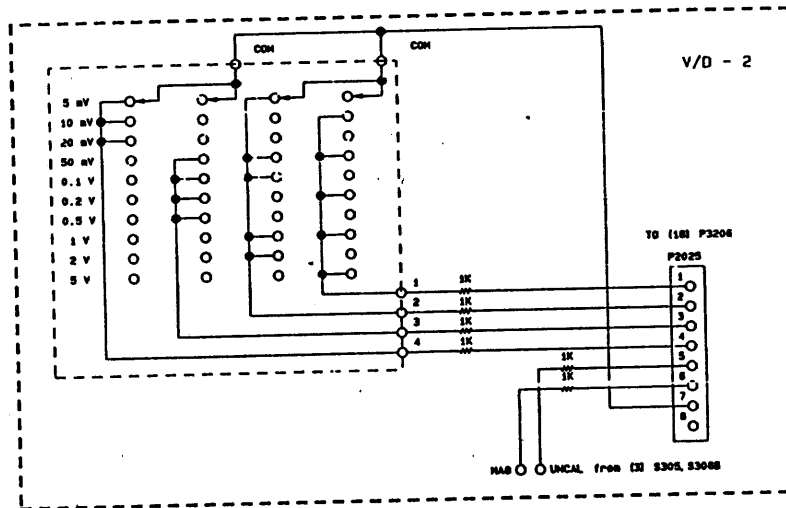 COM
COM
V/D - 2
5 mV
10 mV
20 mV
50 mV
0.1 V
0.2 V
0.5 V
1 V
2 V
5 V
TO (18) P3206
P2025
1 1K 1
2 1K 2
3 1K 3
4 1K 4
1K 5
1K 6
7
8
MAG UNCAL from (3) S305, S306B